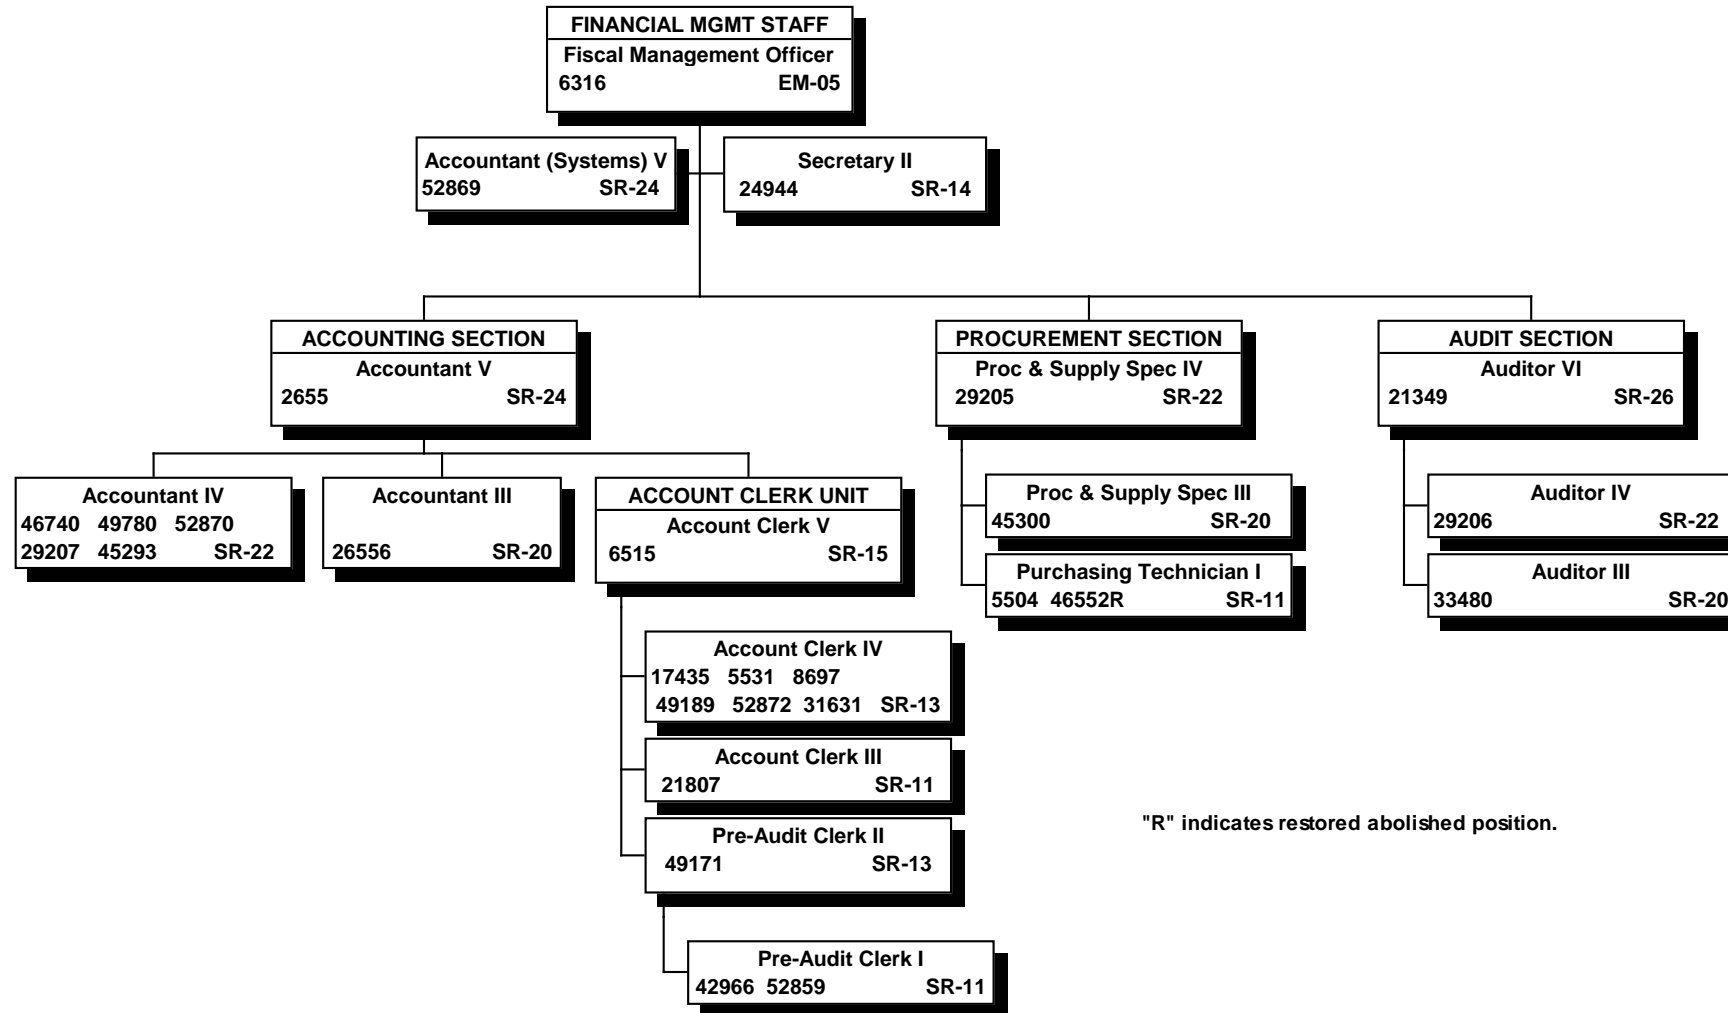 FINANCIAL MGMT STAFF
Fiscal Management Officer
6316 EM-05
Accountant (Systems) V
52869 SR-24
Secretary II
24944 SR-14
ACCOUNTING SECTION
Accountant V
2655 SR-24
PROCUREMENT SECTION
Proc & Supply Spec IV
29205 SR-22
AUDIT SECTION
Auditor VI
21349 SR-26
Accountant IV
46740 49780 52870
29207 45293 SR-22
Accountant III
26556 SR-20
ACCOUNT CLERK UNIT
Account Clerk V
6515 SR-15
Account Clerk IV
17435 5531 8697
49189 52872 31631 SR-13
Account Clerk III
21807 SR-11
Pre-Audit Clerk II
49171 SR-13
Pre-Audit Clerk I
42966 52859 SR-11
Proc & Supply Spec III
45300 SR-20
Purchasing Technician I
5504 46552R SR-11
Auditor IV
29206 SR-22
Auditor III
33480 SR-20
"R" indicates restored abolished position.